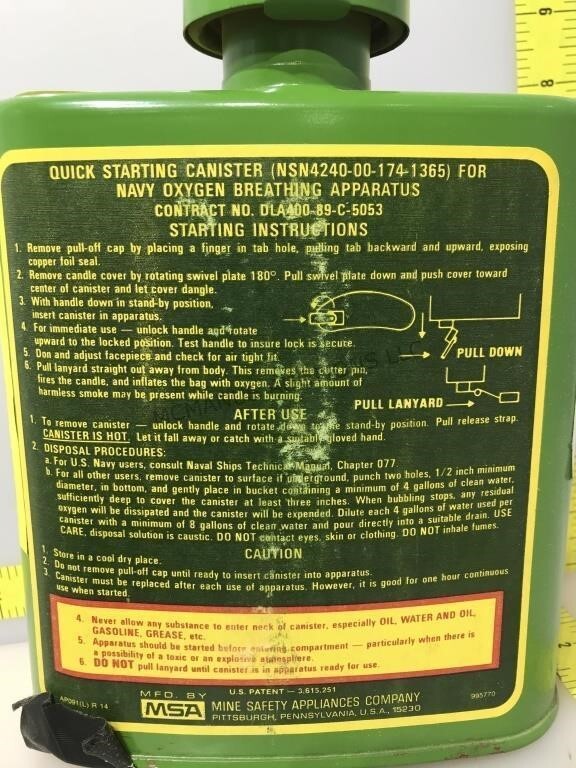 QUICK STARTING CANISTER (NSN4240-00-174-1365) FOR
NAVY OXYGEN BREATHING APPARATUS
CONTRACT NO. DLA400-89-C-5053
STARTING INSTRUCTIONS
1. Remove pull-off cap by placing a finger in tab hole, pulling tab backward and upward, exposing
copper foil seal.
2. Remove candle cover by rotating swivel plate 180°. Pull swivel plate down and push cover toward
center of canister and let cover dangle.
3. With handle down in stand-by position,
insert canister in apparatus.
4. For immediate use — unlock handle and rotate
upward to the locked position. Test handle to insure lock is secure.
5. Don and adjust facepiece and check for air tight fit.
6. Pull lanyard straight out away from body. This removes the cotter pin,
fires the candle, and inflates the bag with oxygen. A slight amount of
harmless smoke may be present while candle is burning.
PULL DOWN
PULL LANYARD
AFTER USE
1. To remove canister — unlock handle and rotate down to the stand-by position. Pull release strap.
CANISTER IS HOT. Let it fall away or catch with a suitable gloved hand.
2. DISPOSAL PROCEDURES:
a. For U.S. Navy users, consult Naval Ships Technical Manual, Chapter 077.
b. For all other users, remove canister to surface if underground, punch two holes, 1/2 inch minimum
diameter, in bottom, and gently place in bucket containing a minimum of 4 gallons of clean water,
sufficiently deep to cover the canister at least three inches. When bubbling stops, any residual
oxygen will be dissipated and the canister will be expended. Dilute each 4 gallons of water used per
canister with a minimum of 8 gallons of clean water and pour directly into a suitable drain. USE
CARE, disposal solution is caustic. DO NOT contact eyes, skin or clothing. DO NOT inhale fumes.
CAUTION
1. Store in a cool dry place.
2. Do not remove pull-off cap until ready to insert canister into apparatus.
3. Canister must be replaced after each use of apparatus. However, it is good for one hour continuous
use when started.
4. Never allow any substance to enter neck of canister, especially OIL, WATER AND OIL,
GASOLINE, GREASE, etc.
5. Apparatus should be started before entering compartment — particularly when there is
a possibility of a toxic or an explosive atmosphere.
6. DO NOT pull lanyard until canister is in apparatus ready for use.
AP091(L) R 14
MFD. BY
MSA
U.S. PATENT — 3,615,251
MINE SAFETY APPLIANCES COMPANY
PITTSBURGH, PENNSYLVANIA, U.S.A., 15230
995770
9
8
2